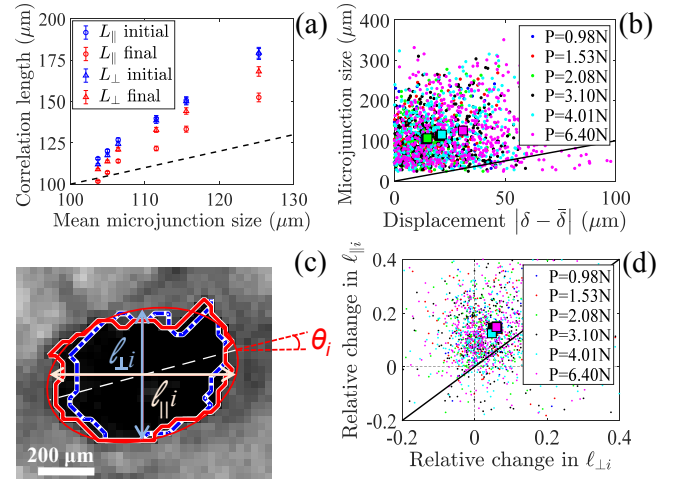 (a)
200
180
160
140
120
100
Correlation length (μm)
L∥ initial
L∥ final
L⊥ initial
L⊥ final
100
110
120
130
Mean microjunction size (μm)
(b)
400
300
200
100
0
Microjunction size (μm)
P=0.98N
P=1.53N
P=2.08N
P=3.10N
P=4.01N
P=6.40N
0
50
100
Displacement |δ − δ̄| (μm)
(c)
θi
ℓ⊥i
ℓ∥i
200 μm
(d)
0.4
0.2
0
-0.2
Relative change in ℓ∥i
P=0.98N
P=1.53N
P=2.08N
P=3.10N
P=4.01N
P=6.40N
-0.2
0
0.2
0.4
Relative change in ℓ⊥i